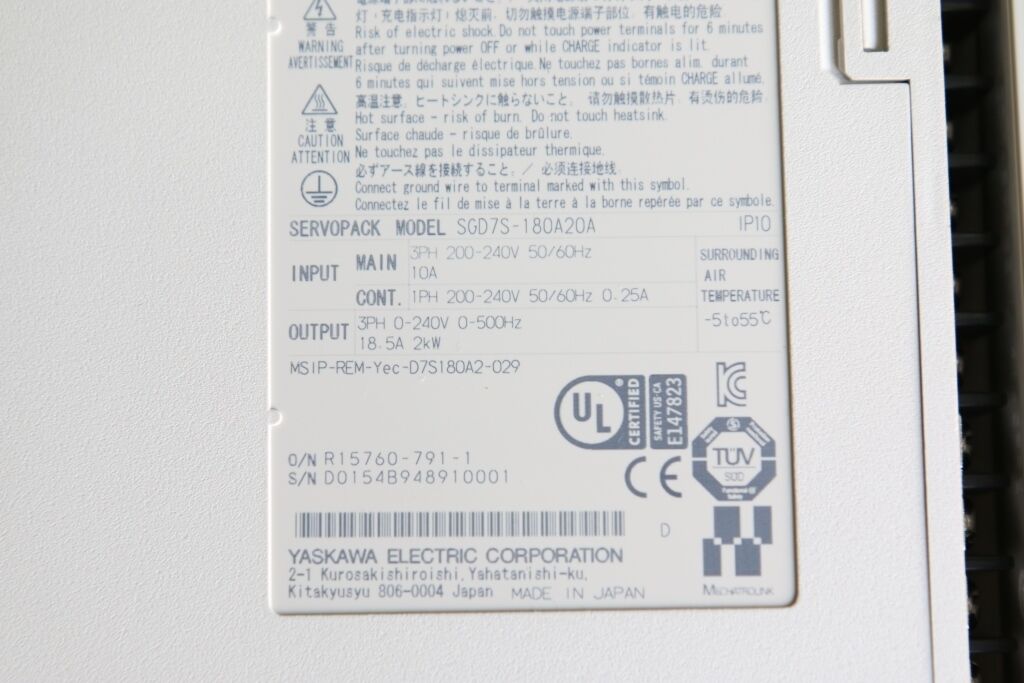 灯(充电指示灯)熄灭前，切勿触摸电源端子部位，有触电的危险
警告
WARNING
AVERTISSEMENT
Risk of electric shock. Do not touch power terminals for 6 minutes
after turning power OFF or while CHARGE indicator is lit.
Risque de décharge électrique. Ne touchez pas bornes alim. durant
6 minutes qui suivent mise hors tension ou si témoin CHARGE allumé.
注意
CAUTION
ATTENTION
高温注意。ヒートシンクに触らないこと。 请勿触摸散热片，有烫伤的危险
Hot surface - risk of burn. Do not touch heatsink.
Surface chaude - risque de brûlure.
Ne touchez pas le dissipateur thermique.
必ずアース線を接続すること。/ 必须连接地线
Connect ground wire to terminal marked with this symbol.
Connectez le fil de mise à la terre à la borne repérée par ce symbole.
SERVOPACK MODEL SGD7S-180A20A IP10
INPUT MAIN 3PH 200-240V 50/60Hz
10A
CONT. 1PH 200-240V 50/60Hz 0.25A
OUTPUT 3PH 0-240V 0-500Hz
18.5A 2kW
SURROUNDING
AIR
TEMPERATURE
-5to55℃
MSIP-REM-Yec-D7S180A2-029
UL ® CERTIFIED
SAFETY US-CA
E147823
KC
CE
TÜV
SÜD
O/N R15760-791-1
S/N D0154B948910001
D
YASKAWA ELECTRIC CORPORATION
2-1 Kurosakishiroishi, Yahatanishi-ku,
Kitakyusyu 806-0004 Japan MADE IN JAPAN
MECHATROLINK